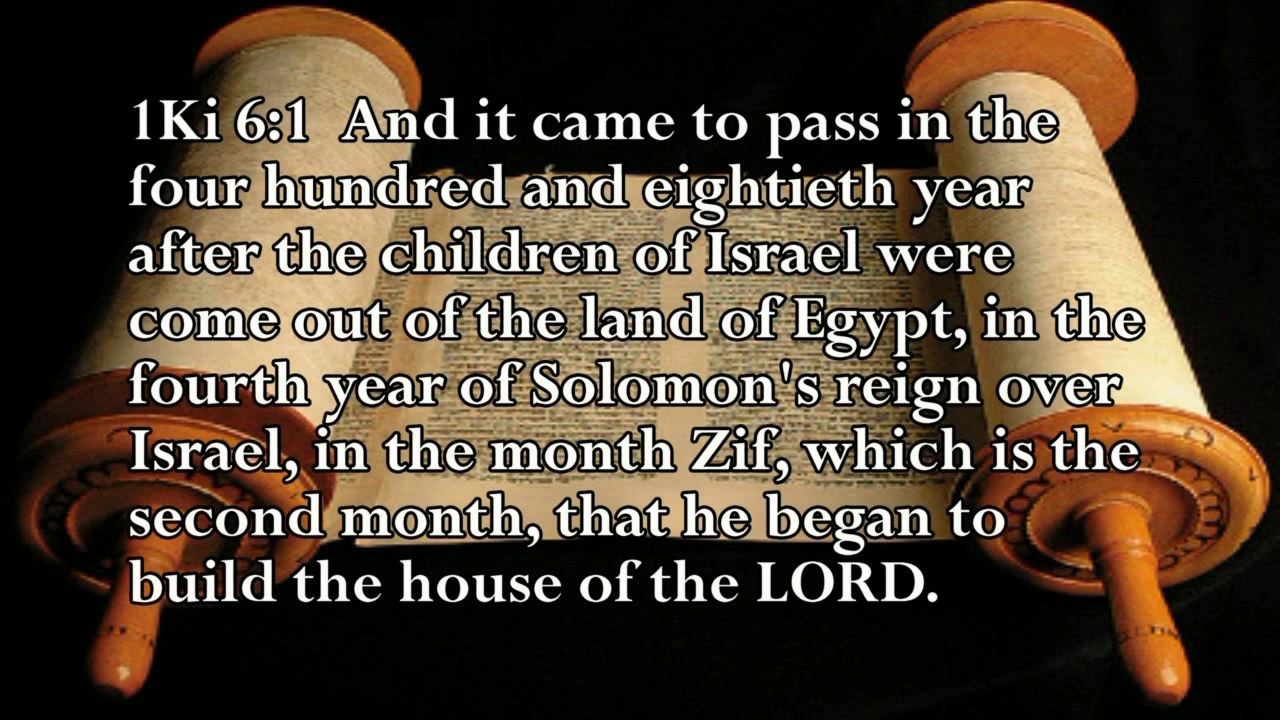 1Ki 6:1  And it came to pass in the
four hundred and eightieth year
after the children of Israel were
come out of the land of Egypt, in the
fourth year of Solomon's reign over
Israel, in the month Zif, which is the
second month, that he began to
build the house of the LORD.